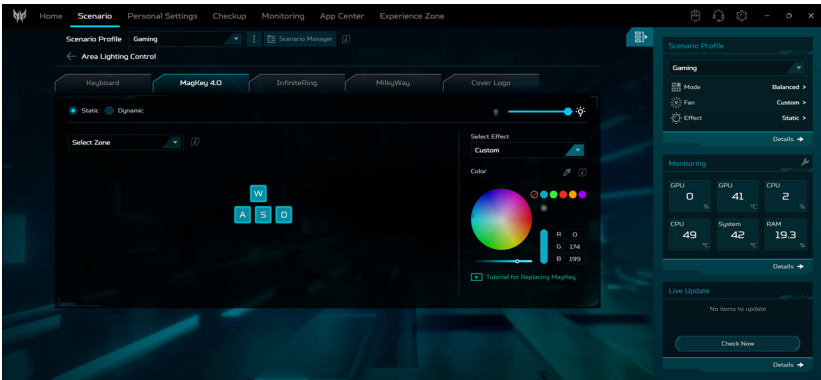 Home Scenario Personal Settings Checkup Monitoring App Center Experience Zone
Scenario Profile Gaming Scenario Manager
Area Lighting Control
Keyboard MagKey 4.0 InfiniteRing MilkyWay Cover Logo
Static Dynamic
Select Zone
W
A S D
Select Effect
Custom
Color
R 0
G 174
B 199
Tutorial for Replacing MagKey
Scenario Profile
Gaming
Mode Balanced >
Fan Custom >
Effect Static >
Details →
Monitoring
GPU GPU CPU
0 % 41 °C 2 %
CPU System RAM
49 °C 42 °C 19.3 %
Details →
Live Update
No items to update
Check Now
Details →